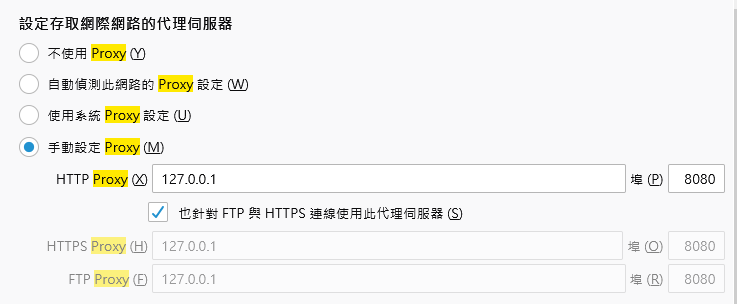 設定存取網際網路的代理伺服器
不使用 Proxy (Y)
自動偵測此網路的 Proxy 設定 (W)
使用系統 Proxy 設定 (U)
手動設定 Proxy (M)
HTTP Proxy (X) 127.0.0.1 埠 (P) 8080
也針對 FTP 與 HTTPS 連線使用此代理伺服器 (S)
HTTPS Proxy (H) 127.0.0.1 埠 (O) 8080
FTP Proxy (F) 127.0.0.1 埠 (R) 8080